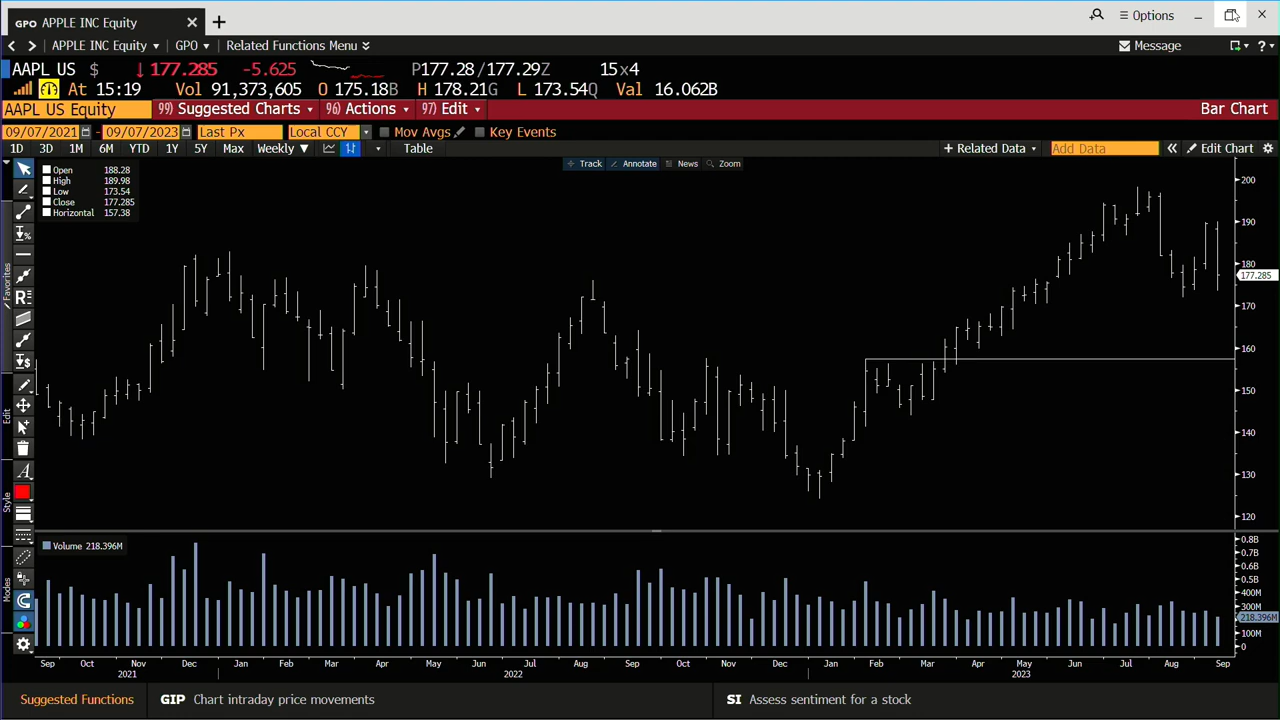 GPO APPLE INC Equity
Options
APPLE INC Equity GPO Related Functions Menu
Message
AAPL US $ ↓ 177.285 -5.625 P177.28/177.29Z 15x4
At 15:19 Vol 91,373,605 O 175.18B H 178.21G L 173.54Q Val 16.062B
AAPL US Equity 99) Suggested Charts 96) Actions 97) Edit Bar Chart
09/07/2021 - 09/07/2023 Last Px Local CCY Mov Avgs Key Events
1D 3D 1M 6M YTD 1Y 5Y Max Weekly ▼ Table + Related Data Add Data Edit Chart
Track Annotate News Zoom
Open 188.28
High 189.98
Low 173.54
Close 177.285
Horizontal 157.38
Favorites
Edit
Style
Modes
200
190
180
177.285
170
160
150
140
130
120
Volume 218.396M
0.8B
0.7B
0.6B
0.5B
400M
300M
218.396M
100M
0
Sep Oct Nov Dec Jan Feb Mar Apr May Jun Jul Aug Sep Oct Nov Dec Jan Feb Mar Apr May Jun Jul Aug Sep
2021 2022 2023
Suggested Functions GIP Chart intraday price movements SI Assess sentiment for a stock